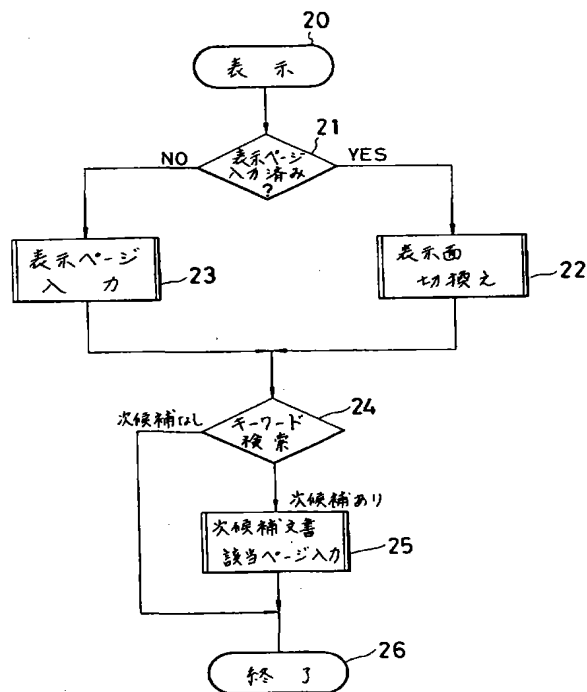 20
表示
21
表示ページ
入力済み
?
NO
YES
表示ページ
入力
23
表示面
切換え
22
24
キーワード
検索
次候補なし
次候補あり
次候補文書
該当ページ入力
25
26
終了